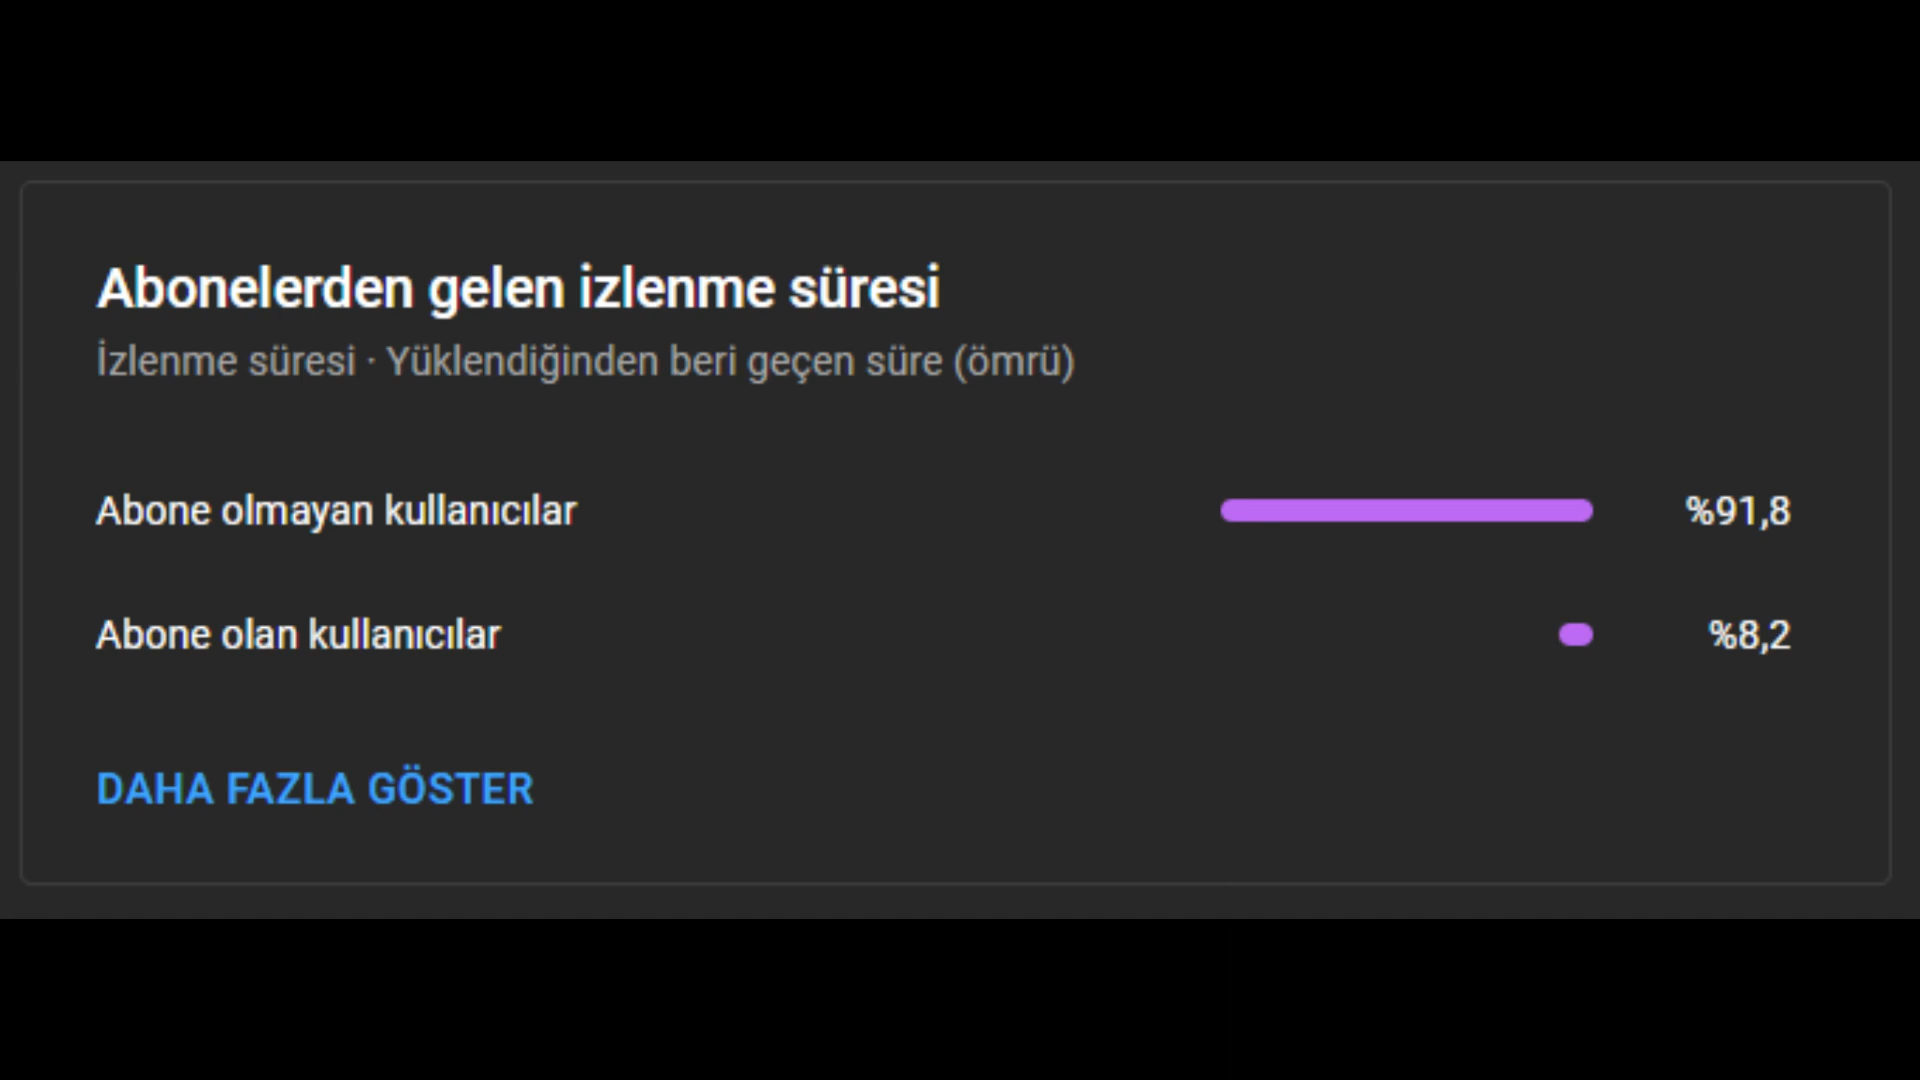 Abonelerden gelen izlenme süresi
İzlenme süresi · Yüklendiğinden beri geçen süre (ömrü)
Abone olmayan kullanıcılar %91,8
Abone olan kullanıcılar %8,2
DAHA FAZLA GÖSTER